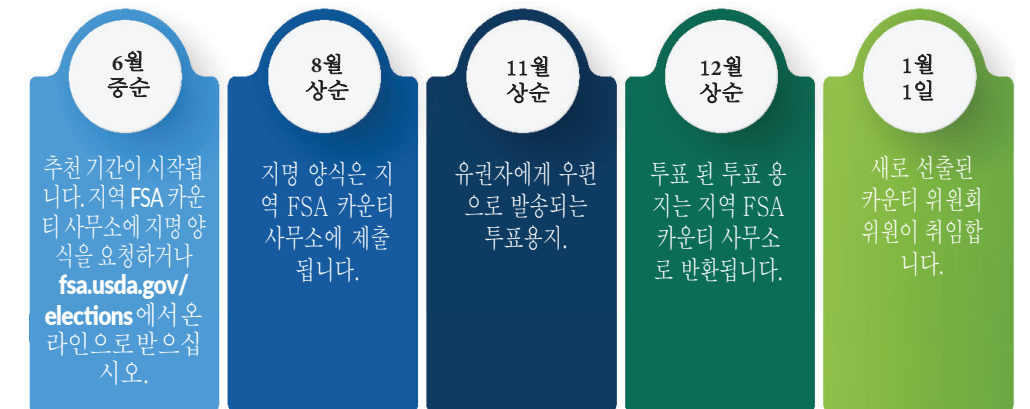 6월
중순
추천 기간이 시작됩
니다. 지역 FSA 카운
티 사무소에 지명 양
식을 요청하거나
fsa.usda.gov/
elections 에서 온
라인으로 받으십
시오.
8월
상순
지명 양식은 지
역 FSA 카운티
사무소에 제출
됩니다.
11월
상순
유권자에게 우편
으로 발송되는
투표용지.
12월
상순
투표 된 투표 용
지는 지역 FSA
카운티 사무소
로 반환됩니다.
1월
1일
새로 선출된
카운티 위원회
위원이 취임합
니다.